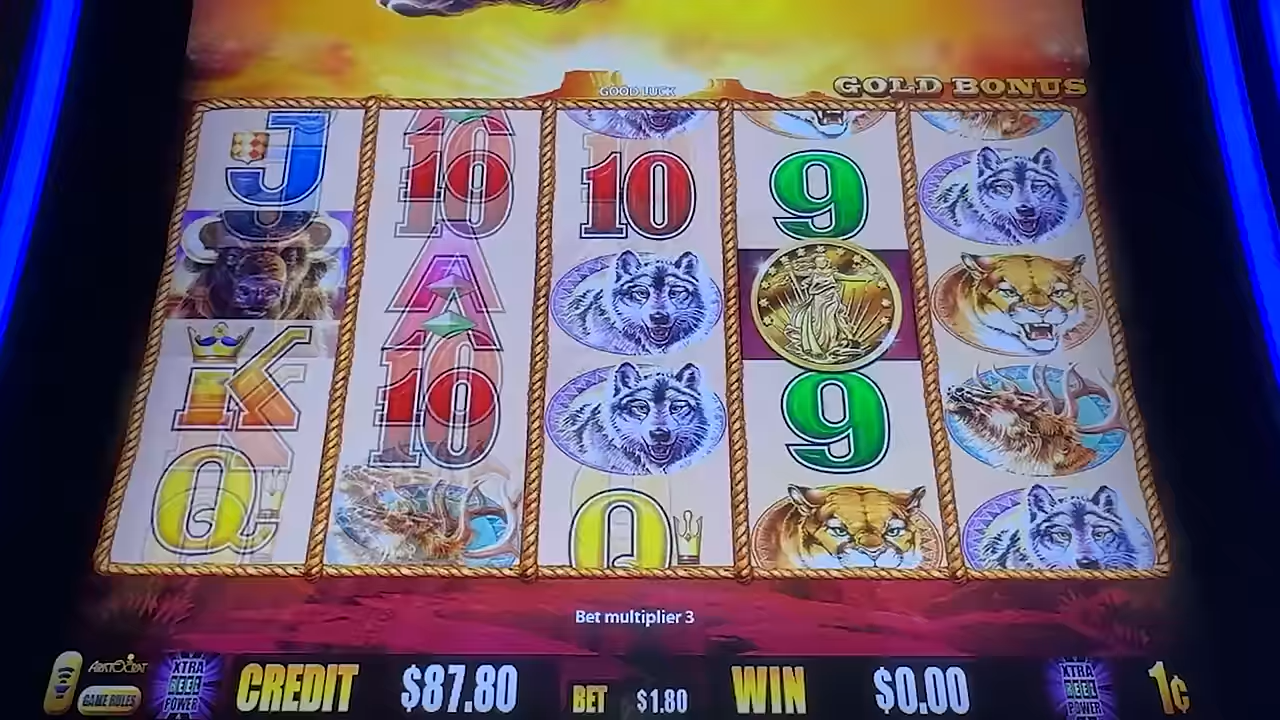 GOOD LUCK
GOLD BONUS
J 10 10 9
A
10
K 10 9
Q Q
Bet multiplier 3
ARISTOCRAT
GAME RULES
XTRA
REEL
POWER
CREDIT $87.80 BET $1.80 WIN $0.00
XTRA
REEL
POWER
1¢